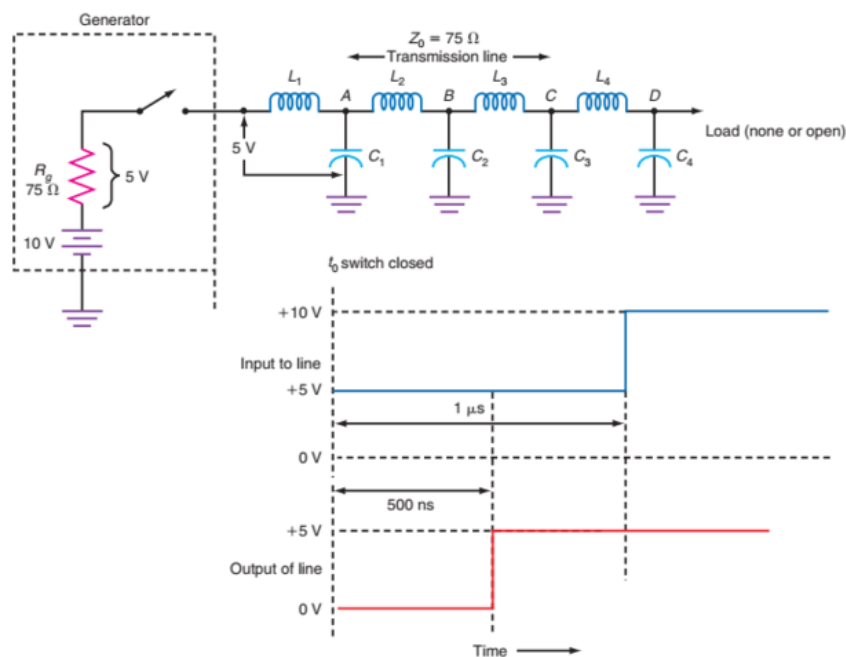 Generator
Z₀ = 75 Ω
Transmission line
L₁ A L₂ B L₃ C L₄ D
Load (none or open)
5 V
C₁ C₂ C₃ C₄
R_g
75 Ω
5 V
10 V
t₀ switch closed
+10 V
Input to line
+5 V
1 μs
0 V
500 ns
+5 V
Output of line
0 V
Time